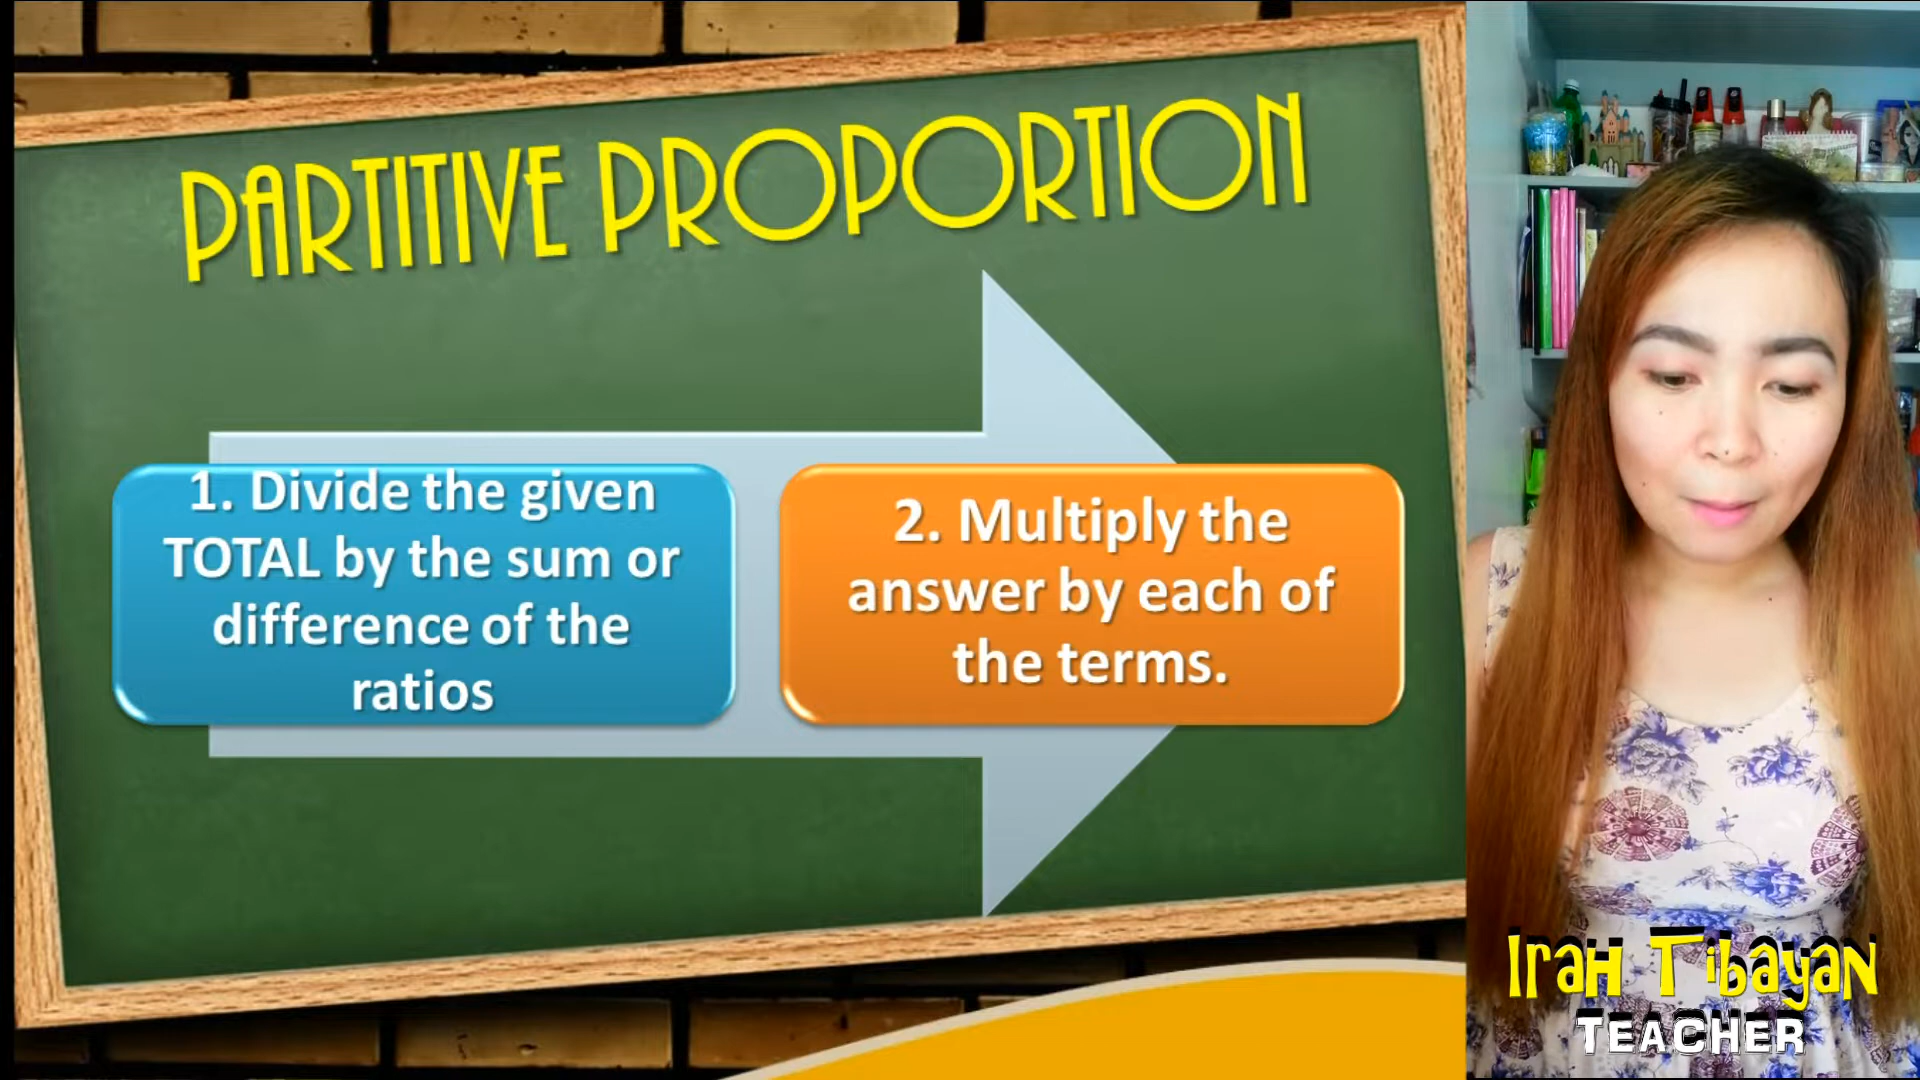 PARTITIVE PROPORTION
1. Divide the given
TOTAL by the sum or
difference of the
ratios
2. Multiply the
answer by each of
the terms.
IraH TibayaN
TEACHER